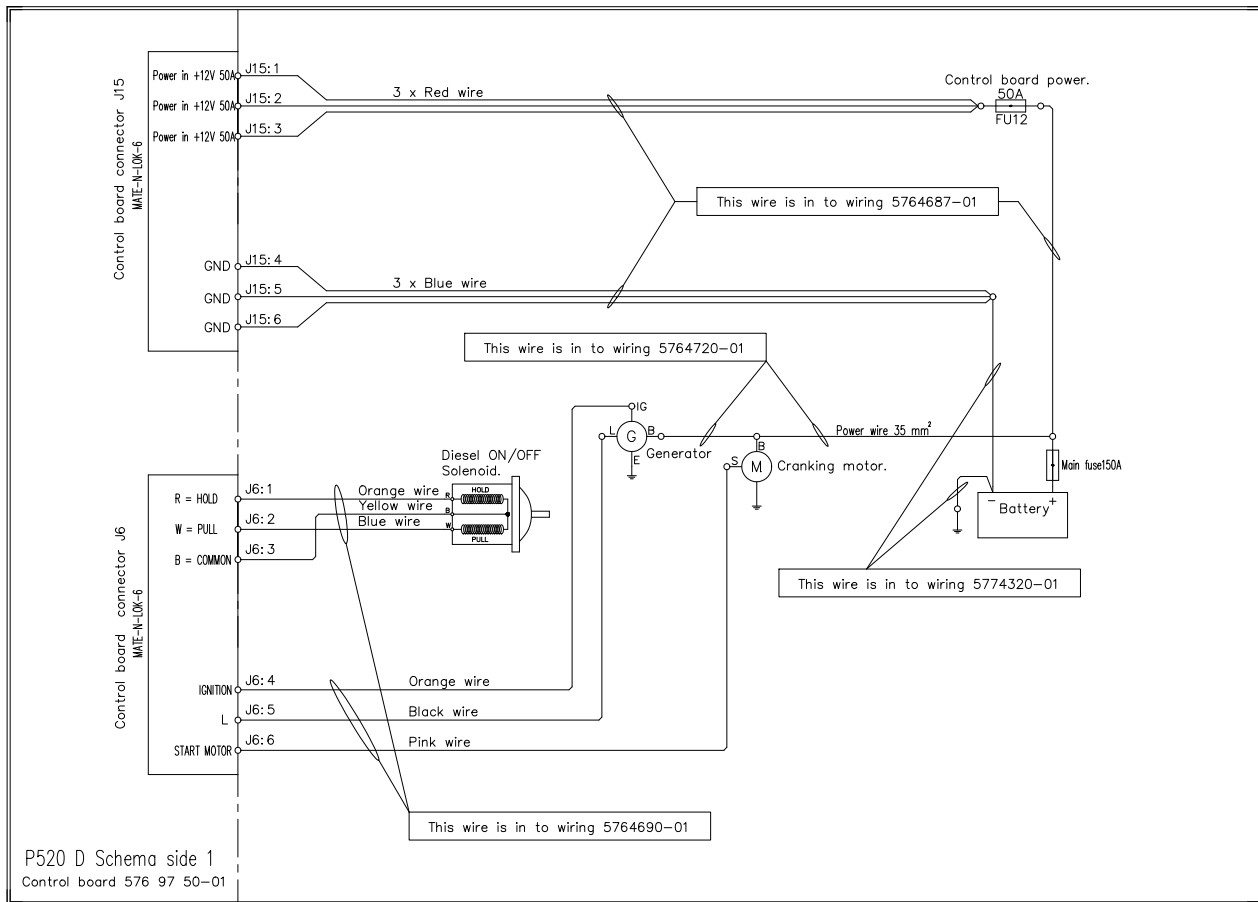 Control board connector J15
MATE-N-LOK-6
Power in +12V 50A
J15:1
Power in +12V 50A
J15:2
Power in +12V 50A
J15:3
3 x Red wire
Control board power.
50A
FU12
This wire is in to wiring 5764687-01
GND
J15:4
GND
J15:5
GND
J15:6
3 x Blue wire
This wire is in to wiring 5764720-01
IG
L
G
B
E
Generator
Power wire 35 mm²
B
S
M
Cranking motor.
Main fuse150A
- Battery +
This wire is in to wiring 5774320-01
Diesel ON/OFF
Solenoid.
Control board connector J6
MATE-N-LOK-6
R = HOLD
J6:1
Orange wire
R
HOLD
Yellow wire
B
W = PULL
J6:2
Blue wire
W
PULL
B = COMMON
J6:3
IGNITION
J6:4
Orange wire
L
J6:5
Black wire
START MOTOR
J6:6
Pink wire
This wire is in to wiring 5764690-01
P520 D Schema side 1
Control board 576 97 50-01